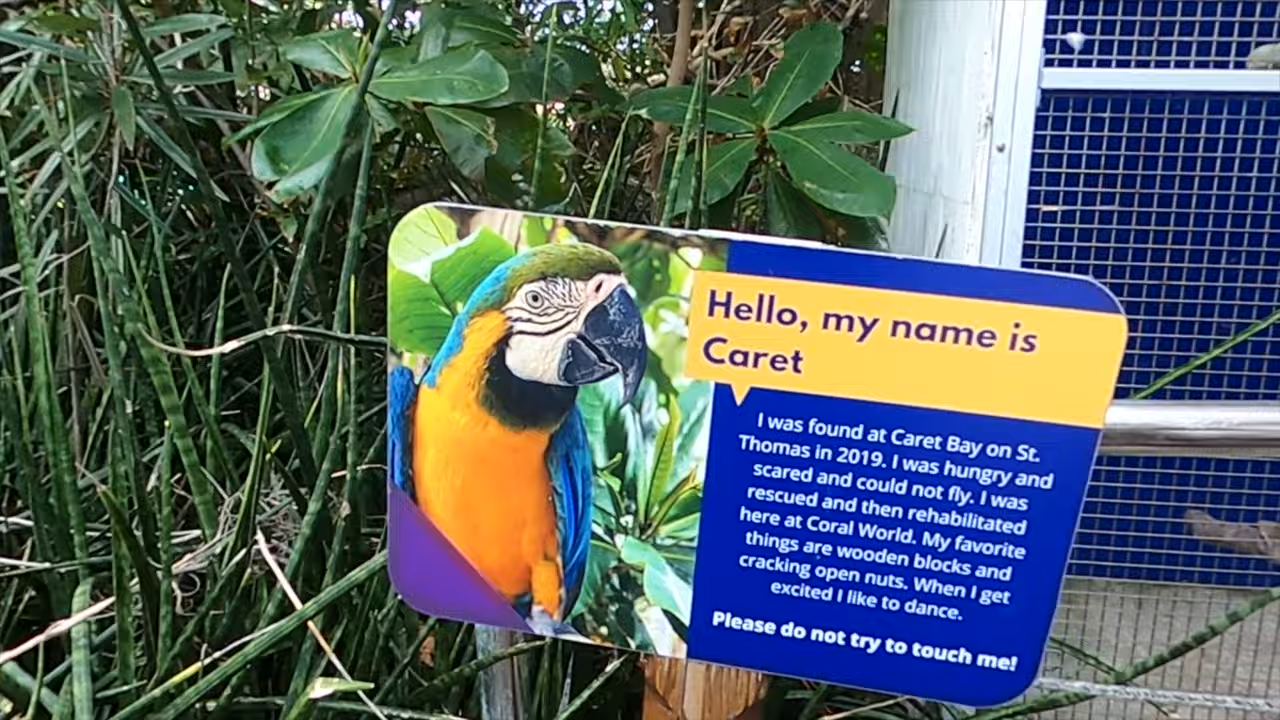 Hello, my name is
Caret
I was found at Caret Bay on St.
Thomas in 2019. I was hungry and
scared and could not fly. I was
rescued and then rehabilitated
here at Coral World. My favorite
things are wooden blocks and
cracking open nuts. When I get
excited I like to dance.
Please do not try to touch me!